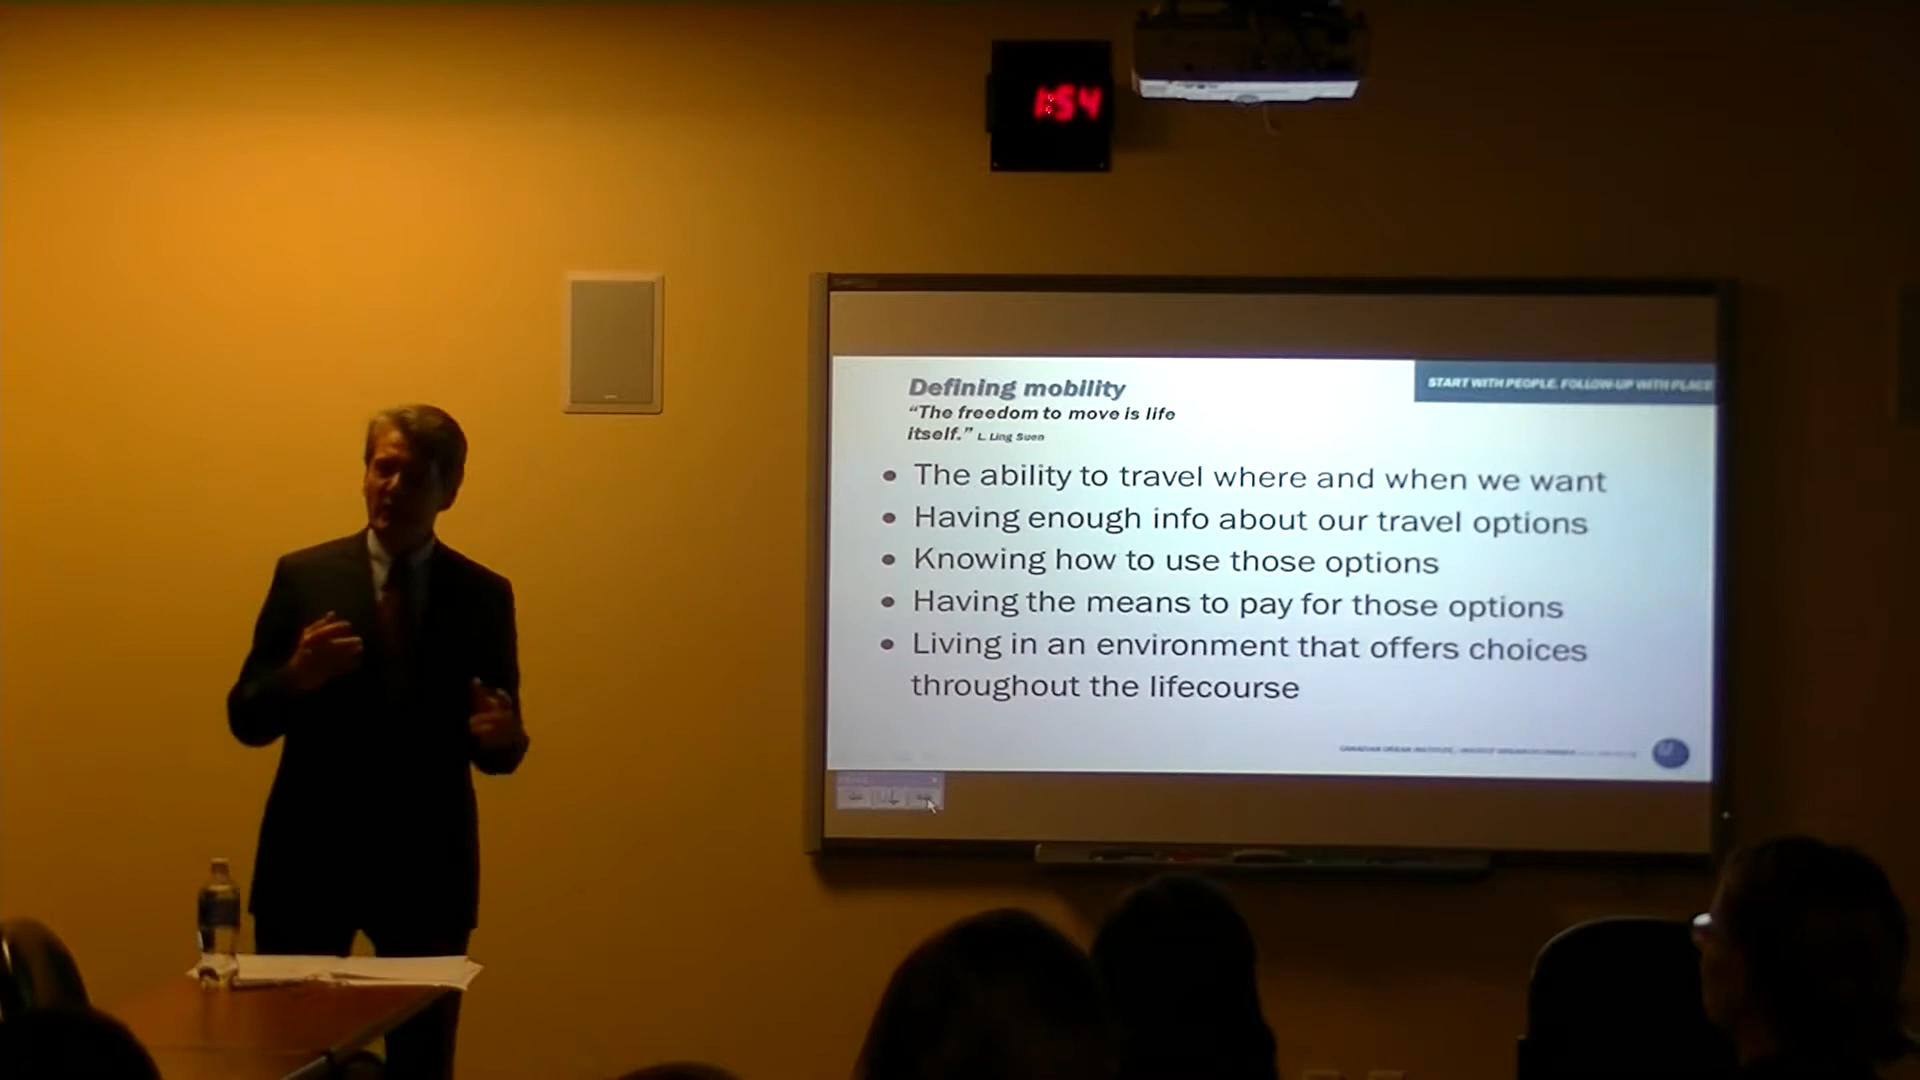 1:54
Defining mobility
START WITH PEOPLE. FOLLOW-UP WITH PLACE
“The freedom to move is life
itself.” L. Ling Suen
• The ability to travel where and when we want
• Having enough info about our travel options
• Knowing how to use those options
• Having the means to pay for those options
• Living in an environment that offers choices
throughout the lifecourse
CANADIAN URBAN INSTITUTE